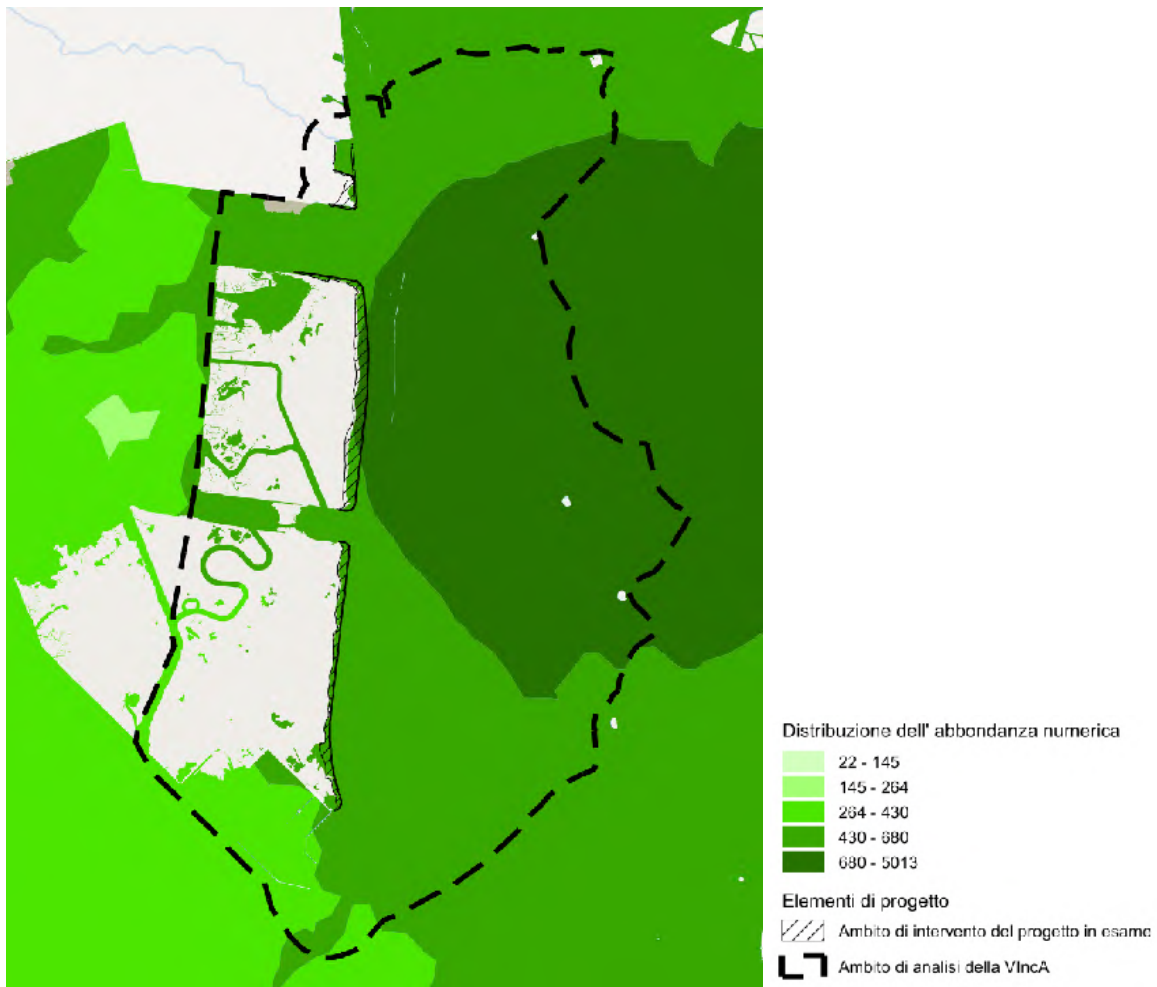 Distribuzione dell' abbondanza numerica
22 - 145
145 - 264
264 - 430
430 - 680
680 - 5013
Elementi di progetto
Ambito di intervento del progetto in esame
Ambito di analisi della VIncA